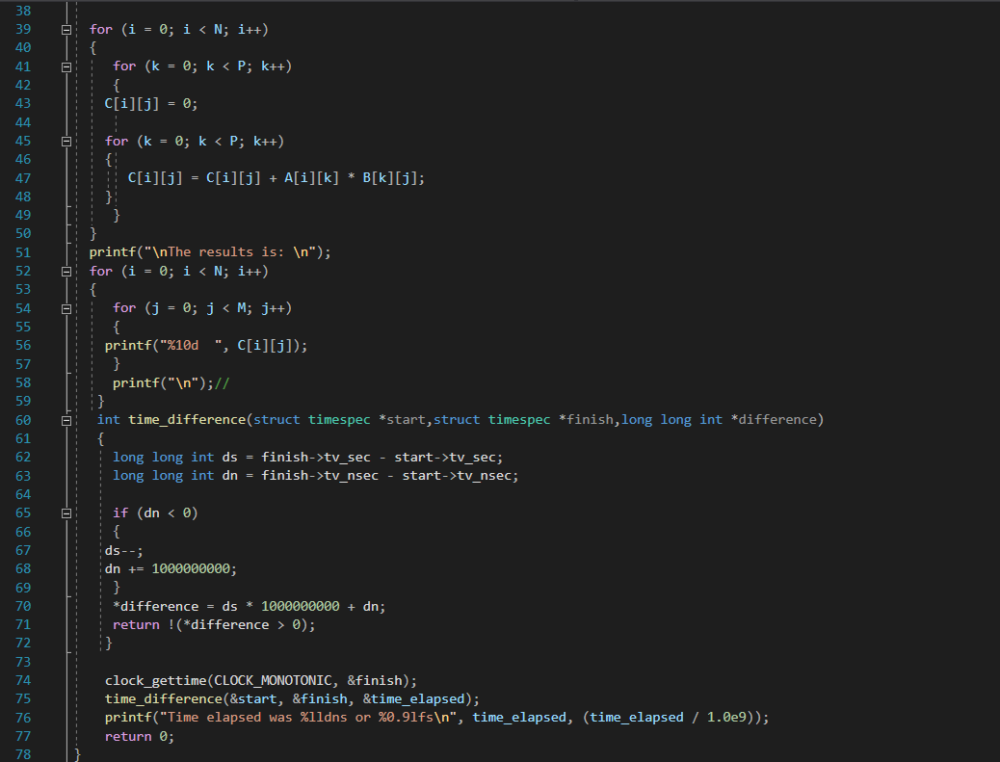 38
39 for (i = 0; i < N; i++)
40 {
41 for (k = 0; k < P; k++)
42 {
43 C[i][j] = 0;
44
45 for (k = 0; k < P; k++)
46 {
47 C[i][j] = C[i][j] + A[i][k] * B[k][j];
48 }
49 }
50 }
51 printf("\nThe results is: \n");
52 for (i = 0; i < N; i++)
53 {
54 for (j = 0; j < M; j++)
55 {
56 printf("%10d  ", C[i][j]);
57 }
58 printf("\n");//
59 }
60 int time_difference(struct timespec *start,struct timespec *finish,long long int *difference)
61 {
62 long long int ds = finish->tv_sec - start->tv_sec;
63 long long int dn = finish->tv_nsec - start->tv_nsec;
64
65 if (dn < 0)
66 {
67 ds--;
68 dn += 1000000000;
69 }
70 *difference = ds * 1000000000 + dn;
71 return !(*difference > 0);
72 }
73
74 clock_gettime(CLOCK_MONOTONIC, &finish);
75 time_difference(&start, &finish, &time_elapsed);
76 printf("Time elapsed was %lldns or %0.9lfs\n", time_elapsed, (time_elapsed / 1.0e9));
77 return 0;
78 }